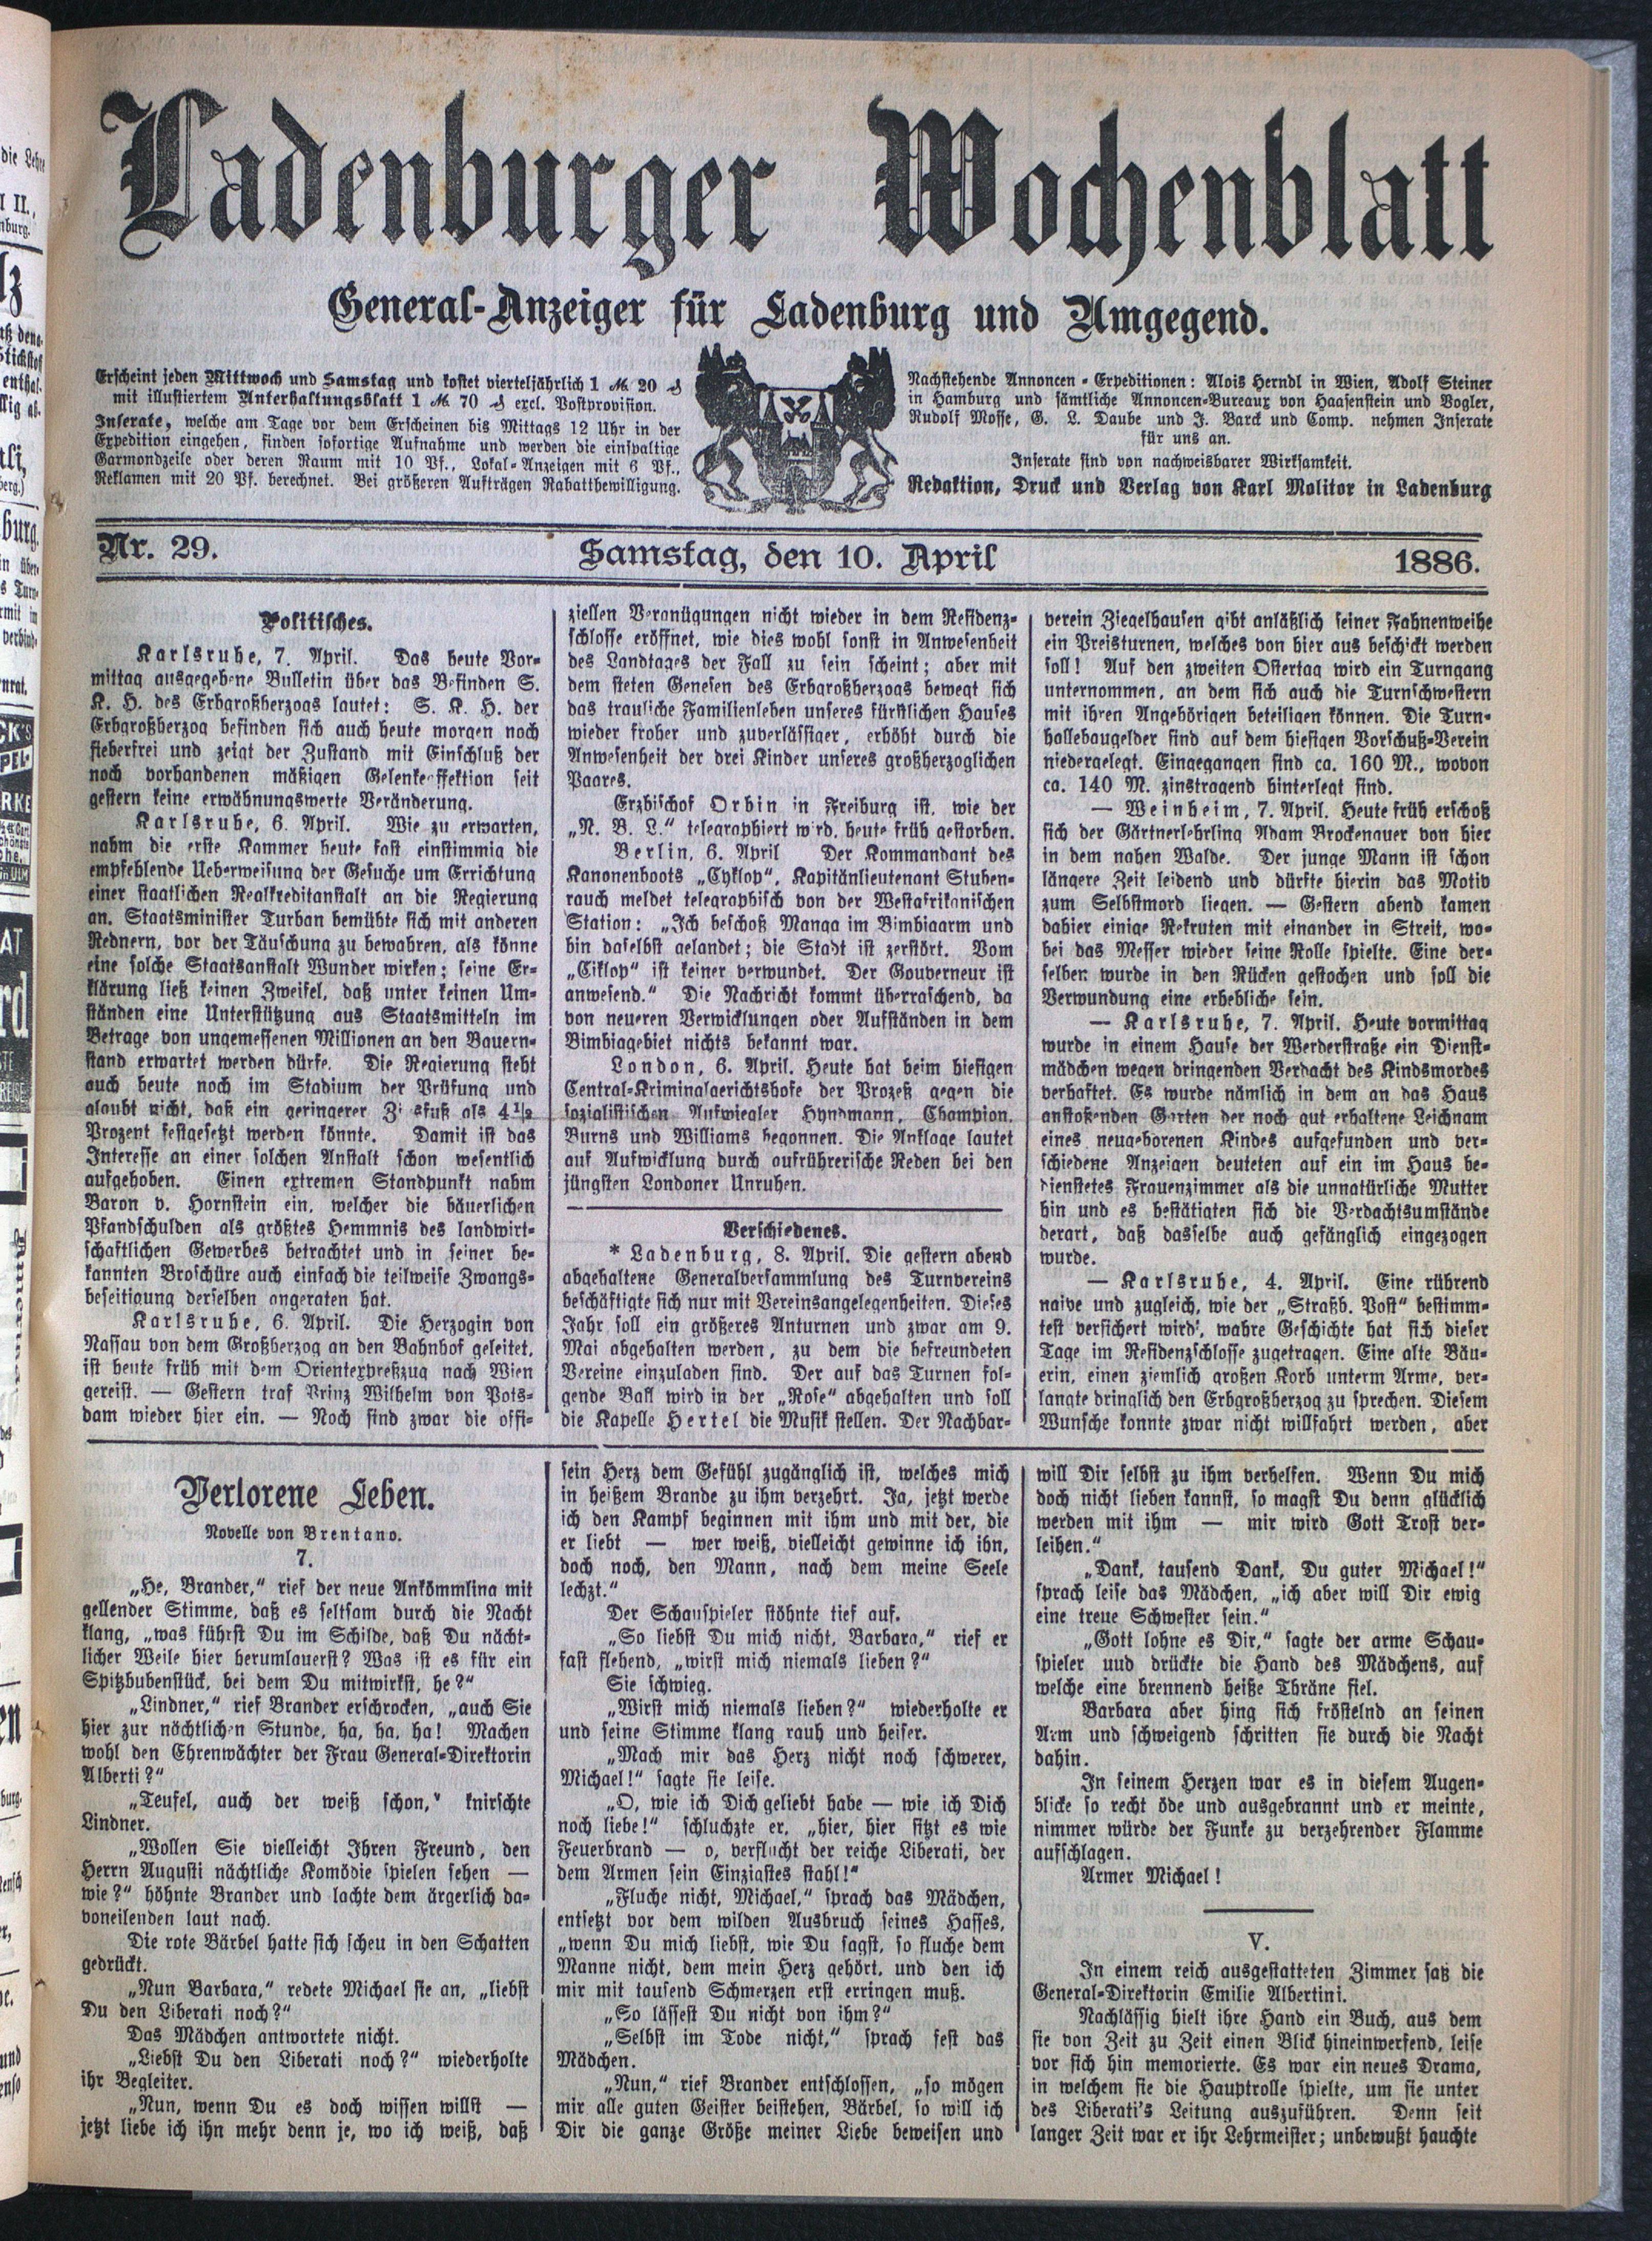 Ladenburger Wochenblatt
General-Anzeiger für Ladenburg und Umgegend.
Erscheint jeden Mittwoch und Samstag und kostet vierteljährlich 1 ℳ 20 ₰
mit illustriertem Unterhaltungsblatt 1 ℳ 70 ₰ excl. Postprovision.
Inserate, welche am Tage vor dem Erscheinen bis Mittags 12 Uhr in der
Expedition eingehen, finden sofortige Aufnahme und werden die einspaltige
Garmondzeile oder deren Raum mit 10 Pf., Lokal-Anzeigen mit 6 Pf.,
Reklamen mit 20 Pf. berechnet. Bei größeren Aufträgen Rabattbewilligung.
Nachstehende Annoncen-Expeditionen: Alois Herndl in Wien, Adolf Steiner
in Hamburg und sämtliche Annoncen-Bureaux von Haasenstein und Vogler,
Rudolf Mosse, G. L. Daube und J. Barck und Comp. nehmen Inserate
für uns an.
Inserate sind von nachweisbarer Wirksamkeit.
Redaktion, Druck und Verlag von Karl Molitor in Ladenburg
Nr. 29. Samstag, den 10. April 1886.
Politisches.
Karlsruhe, 7. April. Das heute Vor-
mittag ausgegebene Bulletin über das Befinden S.
K. H. des Erbgroßherzogs lautet: S. K. H. der
Erbgroßherzog befinden sich auch heute morgen noch
fieberfrei und zeigt der Zustand mit Einschluß der
noch vorhandenen mäßigen Gelenkeffektion seit
gestern keine erwähnungswerte Veränderung.
Karlsruhe, 6. April. Wie zu erwarten,
nahm die erste Kammer heute fast einstimmig die
empfehlende Ueberweisung der Gesuche um Errichtung
einer staatlichen Realkreditanstalt an die Regierung
an. Staatsminister Turban bemühte sich mit anderen
Rednern, vor der Täuschung zu bewahren, als könne
eine solche Staatsanstalt Wunder wirken; seine Er-
klärung ließ keinen Zweifel, daß unter keinen Um-
ständen eine Unterstützung aus Staatsmitteln im
Betrage von ungemessenen Millionen an den Bauern-
stand erwartet werden dürfe. Die Regierung steht
auch heute noch im Stadium der Prüfung und
glaubt nicht, daß ein geringerer Zi sfuß als 4½
Prozent festgesetzt werden könnte. Damit ist das
Interesse an einer solchen Anstalt schon wesentlich
aufgehoben. Einen extremen Standpunkt nahm
Baron v. Hornstein ein, welcher die bäuerlichen
Pfandschulden als größtes Hemmnis des landwirt-
schaftlichen Gewerbes betrachtet und in seiner be-
kannten Broschüre auch einfach die teilweise Zwangs-
beseitigung derselben angeraten hat.
Karlsruhe, 6. April. Die Herzogin von
Nassau von dem Großherzog an den Bahnhof geleitet,
ist heute früh mit dem Orientexpreßzug nach Wien
gereist. — Gestern traf Prinz Wilhelm von Pots-
dam wieder hier ein. — Noch sind zwar die offi-
ziellen Vergnügungen nicht wieder in dem Residenz-
schlosse eröffnet, wie dies wohl sonst in Anwesenheit
des Landtages der Fall zu sein scheint; aber mit
dem steten Genesen des Erbgroßherzogs bewegt sich
das trauliche Familienleben unseres fürstlichen Hauses
wieder froher und zuverlässiger, erhöht durch die
Anwesenheit der drei Kinder unseres großherzoglichen
Paares.
Erzbischof Orbin in Freiburg ist, wie der
„N. B. L.“ telegraphiert wird, heute früh gestorben.
Berlin, 6. April Der Kommandant des
Kanonenboots „Cyklop“, Kapitänlieutenant Stuben-
rauch meldet telegraphisch von der Westafrikanischen
Station: „Ich beschoß Manga im Bimbiaarm und
bin daselbst gelandet; die Stadt ist zerstört. Vom
„Ciklop“ ist keiner verwundet. Der Gouverneur ist
anwesend.“ Die Nachricht kommt überraschend, da
von neueren Verwicklungen oder Aufständen in dem
Bimbiagebiet nichts bekannt war.
London, 6. April. Heute hat beim hiesigen
Central-Kriminalgerichtshofe der Prozeß gegen die
sozialistischen Aufwiegler Hyndmann, Champion,
Burns und Williams begonnen. Die Anklage lautet
auf Aufwicklung durch aufrührerische Reden bei den
jüngsten Londoner Unruhen.
Verschiedenes.
* Ladenburg, 8. April. Die gestern abend
abgehaltene Generalversammlung des Turnvereins
beschäftigte sich nur mit Vereinsangelegenheiten. Dieses
Jahr soll ein größeres Anturnen und zwar am 9.
Mai abgehalten werden, zu dem die befreundeten
Vereine einzuladen sind. Der auf das Turnen fol-
gende Ball wird in der „Rose“ abgehalten und soll
die Kapelle Hertel die Musik stellen. Der Nachbar-
verein Ziegelhausen gibt anläßlich seiner Fahnenweihe
ein Preisturnen, welches von hier aus beschickt werden
soll! Auf den zweiten Ostertag wird ein Turngang
unternommen, an dem sich auch die Turnschwestern
mit ihren Angehörigen beteiligen können. Die Turn-
hallebaugelder sind auf dem hiesigen Vorschuß-Verein
niedergelegt. Eingegangen sind ca. 160 M., wovon
ca. 140 M. zinstragend hinterlegt sind.
— Weinheim, 7. April. Heute früh erschoß
sich der Gärtnerlehrling Adam Brockenauer von hier
in dem nahen Walde. Der junge Mann ist schon
längere Zeit leidend und dürfte hierin das Motiv
zum Selbstmord liegen. — Gestern abend kamen
dahier einige Rekruten mit einander in Streit, wo-
bei das Messer wieder seine Rolle spielte. Eine der-
selben wurde in den Rücken gestochen und soll die
Verwundung eine erhebliche sein.
— Karlsruhe, 7. April. Heute vormittag
wurde in einem Hause der Werderstraße ein Dienst-
mädchen wegen dringenden Verdacht des Kindsmordes
verhaftet. Es wurde nämlich in dem an das Haus
anstoßenden Garten der noch gut erhaltene Leichnam
eines neugeborenen Kindes aufgefunden und ver-
schiedene Anzeigen deuteten auf ein im Haus be-
dienstetes Frauenzimmer als die unnatürliche Mutter
hin und es bestätigten sich die Verdachtsumstände
derart, daß dasselbe auch gefänglich eingezogen
wurde.
— Karlsruhe, 4. April. Eine rührend
naive und zugleich, wie der „Straßb. Post“ bestimm-
test versichert wird', wahre Geschichte hat sich dieser
Tage im Residenzschlosse zugetragen. Eine alte Bäu-
erin, einen ziemlich großen Korb unterm Arme, ver-
langte dringlich den Erbgroßherzog zu sprechen. Diesem
Wunsche konnte zwar nicht willfahrt werden, aber
Verlorene Leben.
Novelle von Brentano.
7.
„He, Brander,“ rief der neue Ankömmling mit
gellender Stimme, daß es seltsam durch die Nacht
klang, „was führst Du im Schilde, daß Du nächt-
licher Weile hier herumlauerst? Was ist es für ein
Spitzbubenstück, bei dem Du mitwirkst, he?“
„Lindner,“ rief Brander erschrocken, „auch Sie
hier zur nächtlichen Stunde, ha, ha, ha! Machen
wohl den Ehrenwächter der Frau General-Direktorin
Alberti?“
„Teufel, auch der weiß schon,“ knirschte
Lindner.
„Wollen Sie vielleicht Ihren Freund, den
Herrn Augusti nächtliche Komödie spielen sehen —
wie?“ höhnte Brander und lachte dem ärgerlich da-
voneilenden laut nach.
Die rote Bärbel hatte sich scheu in den Schatten
gedrückt.
„Nun Barbara,“ redete Michael sie an, „liebst
Du den Liberati noch?“
Das Mädchen antwortete nicht.
„Liebst Du den Liberati noch?“ wiederholte
ihr Begleiter.
„Nun, wenn Du es doch wissen willst —
jetzt liebe ich ihn mehr denn je, wo ich weiß, daß
sein Herz dem Gefühl zugänglich ist, welches mich
in heißem Brande zu ihm verzehrt. Ja, jetzt werde
ich den Kampf beginnen mit ihm und mit der, die
er liebt — wer weiß, vielleicht gewinne ich ihn,
doch noch, den Mann, nach dem meine Seele
lechzt.“
Der Schauspieler stöhnte tief auf.
„So liebst Du mich nicht, Barbara,“ rief er
fast flehend, „wirst mich niemals lieben?“
Sie schwieg.
„Wirst mich niemals lieben?“ wiederholte er
und seine Stimme klang rauh und heiser.
„Mach mir das Herz nicht noch schwerer,
Michael!“ sagte sie leise.
„O, wie ich Dich geliebt habe — wie ich Dich
noch liebe!“ schluchzte er, „hier, hier sitzt es wie
Feuerbrand — o, verflucht der reiche Liberati, der
dem Armen sein Einziastes stahl!“
„Fluche nicht, Michael,“ sprach das Mädchen,
entsetzt vor dem wilden Ausbruch seines Hasses,
„wenn Du mich liebst, wie Du sagst, so fluche dem
Manne nicht, dem mein Herz gehört, und den ich
mir mit tausend Schmerzen erst erringen muß.
„So lässest Du nicht von ihm?“
„Selbst im Tode nicht,“ sprach fest das
Mädchen.
„Nun,“ rief Brander entschlossen, „so mögen
mir alle guten Geister beistehen, Bärbel, so will ich
Dir die ganze Größe meiner Liebe beweisen und
will Dir selbst zu ihm verhelfen. Wenn Du mich
doch nicht lieben kannst, so magst Du denn glücklich
werden mit ihm — mir wird Gott Trost ver-
leihen.“
„Dank, tausend Dank, Du guter Michael!“
sprach leise das Mädchen, „ich aber will Dir ewig
eine treue Schwester sein.“
„Gott lohne es Dir,“ sagte der arme Schau-
spieler uud drückte die Hand des Mädchens, auf
welche eine brennend heiße Thräne fiel.
Barbara aber hing sich fröstelnd an seinen
Arm und schweigend schritten sie durch die Nacht
dahin.
In seinem Herzen war es in diesem Augen-
blicke so recht öde und ausgebrannt und er meinte,
nimmer würde der Funke zu verzehrender Flamme
aufschlagen.
Armer Michael!
V.
In einem reich ausgestatteten Zimmer saß die
General-Direktorin Emilie Albertini.
Nachlässig hielt ihre Hand ein Buch, aus dem
sie von Zeit zu Zeit einen Blick hineinwerfend, leise
vor sich hin memorierte. Es war ein neues Drama,
in welchem sie die Hauptrolle spielte, um sie unter
des Liberati's Leitung auszuführen. Denn seit
langer Zeit war er ihr Lehrmeister; unbewußt hauchte